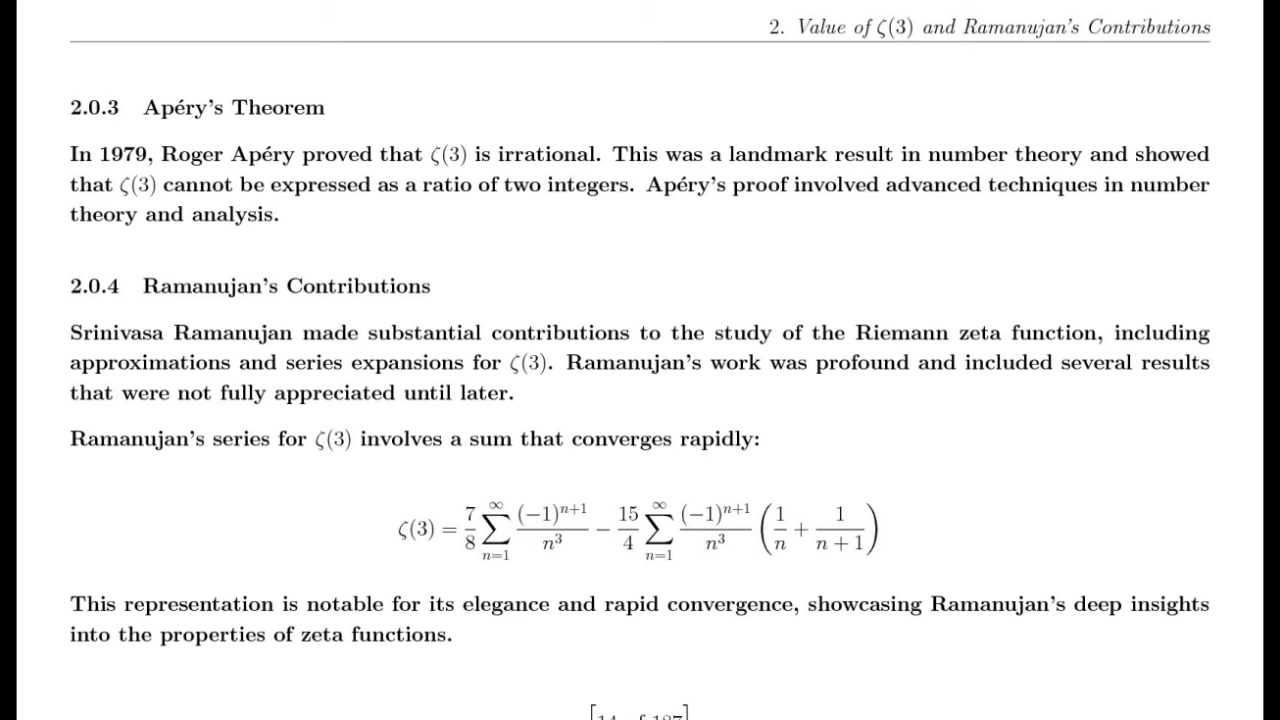 2. Value of ζ(3) and Ramanujan's Contributions
2.0.3 Apéry's Theorem
In 1979, Roger Apéry proved that ζ(3) is irrational. This was a landmark result in number theory and showed
that ζ(3) cannot be expressed as a ratio of two integers. Apéry's proof involved advanced techniques in number
theory and analysis.
2.0.4 Ramanujan's Contributions
Srinivasa Ramanujan made substantial contributions to the study of the Riemann zeta function, including
approximations and series expansions for ζ(3). Ramanujan's work was profound and included several results
that were not fully appreciated until later.
Ramanujan's series for ζ(3) involves a sum that converges rapidly:
ζ(3) = 7/8 ∑_{n=1}^{∞} (−1)^{n+1}/n^3 − 15/4 ∑_{n=1}^{∞} (−1)^{n+1}/n^3 (1/n + 1/(n+1))
This representation is notable for its elegance and rapid convergence, showcasing Ramanujan's deep insights
into the properties of zeta functions.